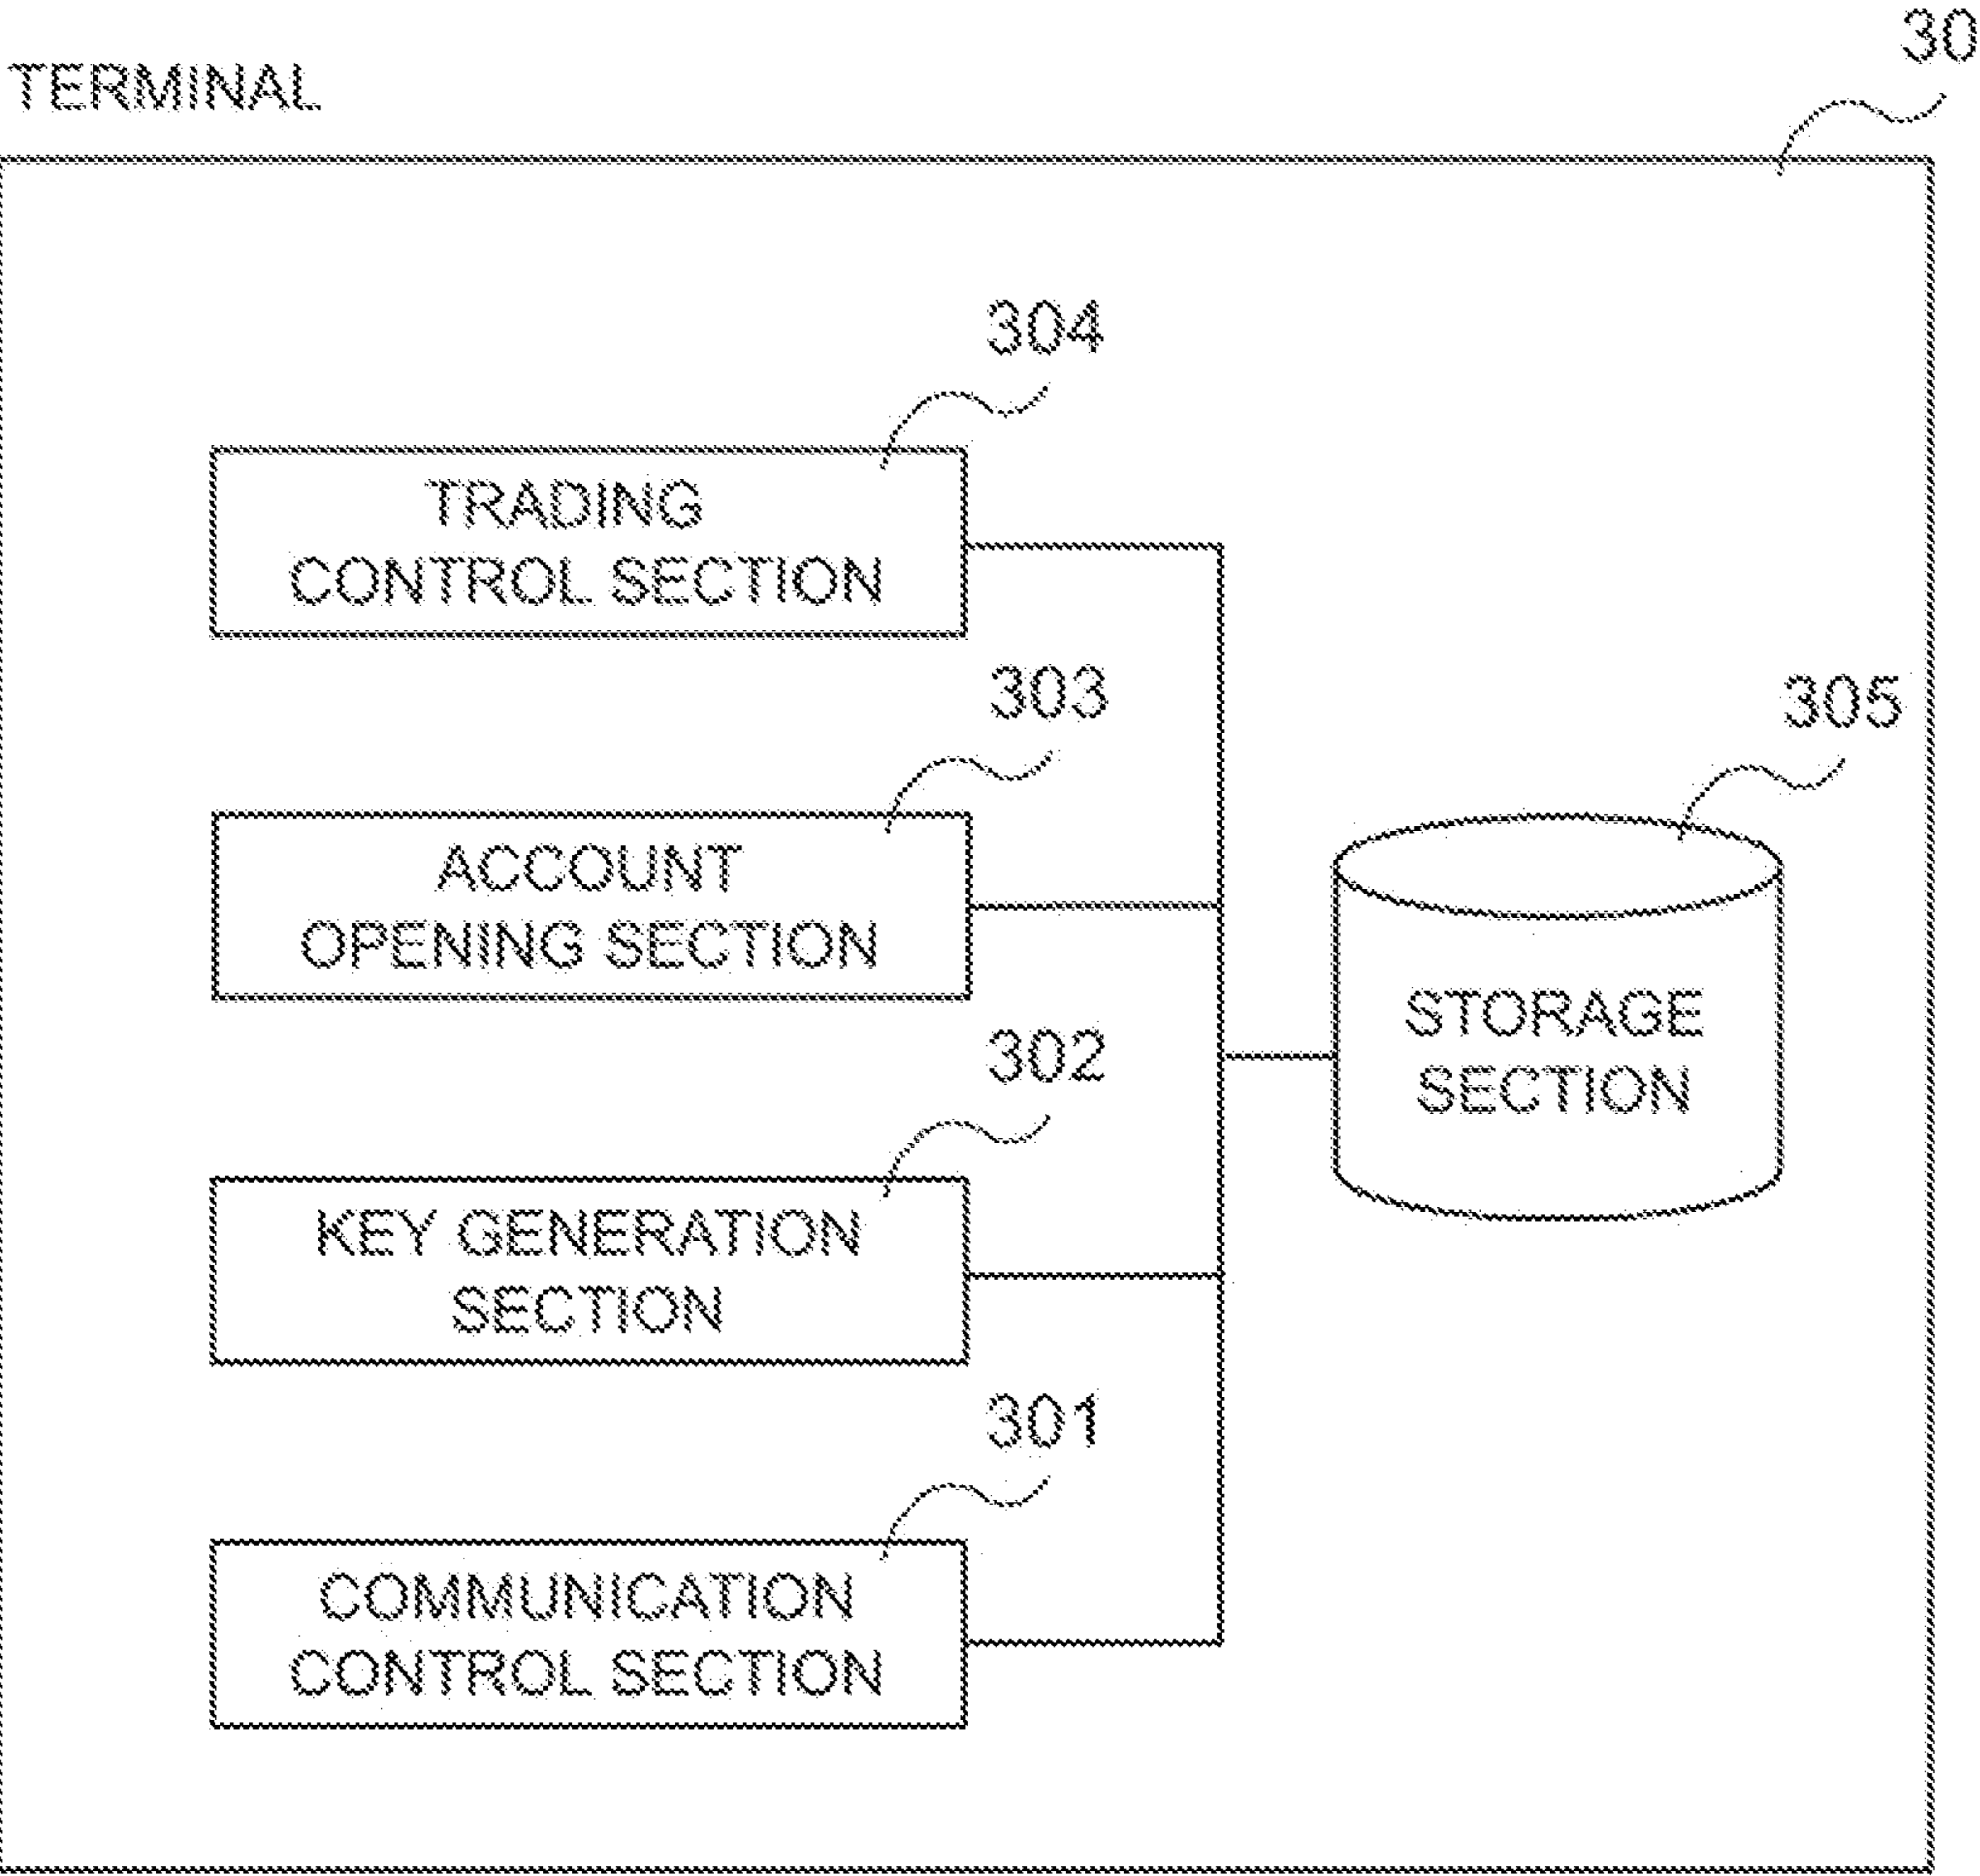 30
TERMINAL
304
TRADING
CONTROL SECTION
303
ACCOUNT
OPENING SECTION
305
STORAGE
SECTION
302
KEY GENERATION
SECTION
301
COMMUNICATION
CONTROL SECTION